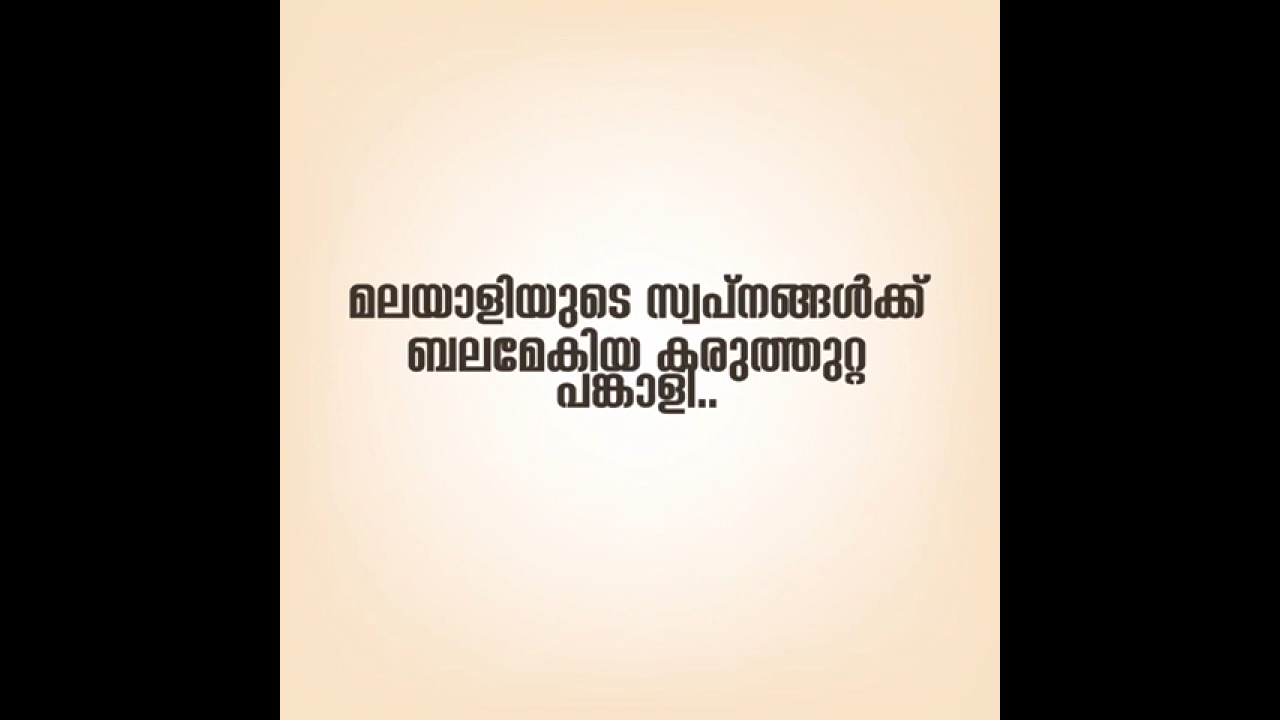 മലയാളിയുടെ സ്വപ്നങ്ങൾക്ക്
ബലമേകിയ കരുത്തുറ്റ
പങ്കാളി..